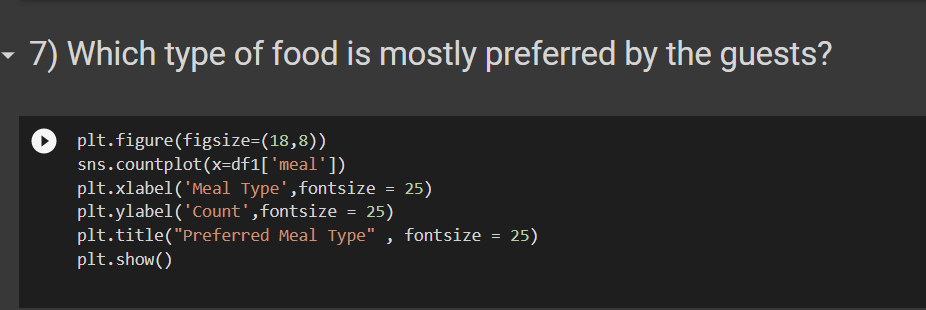 7) Which type of food is mostly preferred by the guests?
plt.figure(figsize=(18,8))
sns.countplot(x=df1['meal'])
plt.xlabel('Meal Type',fontsize = 25)
plt.ylabel('Count',fontsize = 25)
plt.title("Preferred Meal Type" , fontsize = 25)
plt.show()